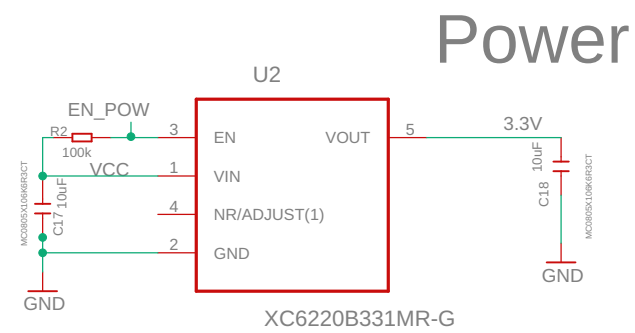 Power
U2
EN_POW
R2
100k
VCC
3
1
4
2
5
EN
VIN
NR/ADJUST(1)
GND
VOUT
3.3V
10uF
C17
MC0805X106K6R3CT
10uF
C18
MC0805X106K6R3CT
GND
GND
XC6220B331MR-G